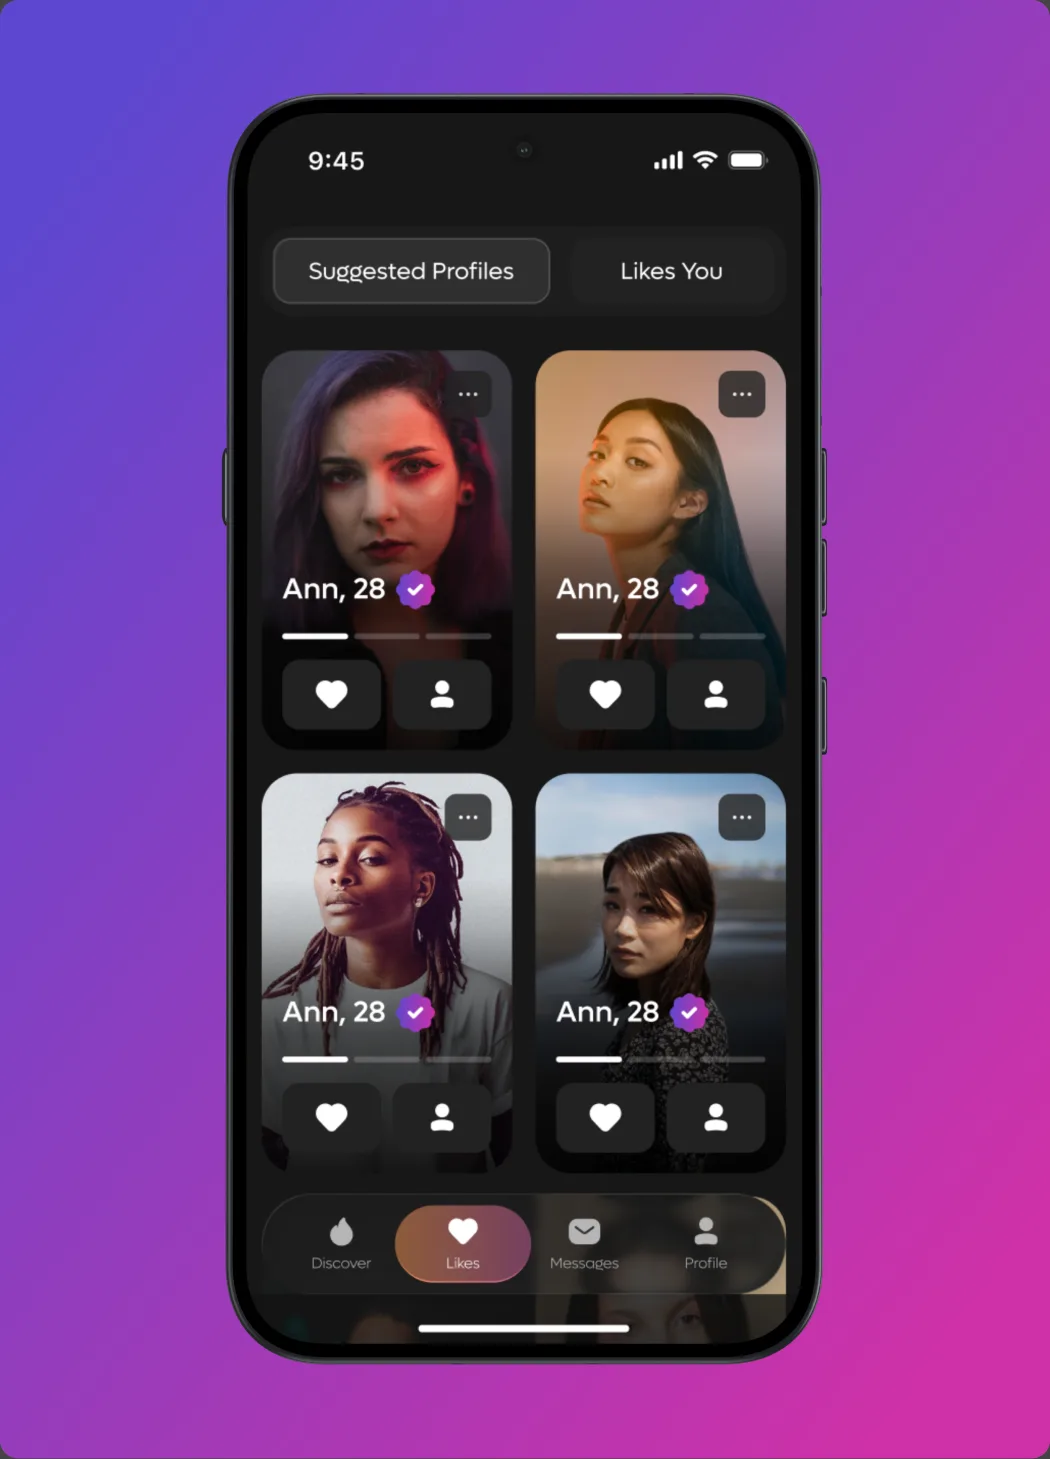 9:45
Suggested Profiles
Likes You
Ann, 28
Ann, 28
Ann, 28
Ann, 28
Discover
Likes
Messages
Profile